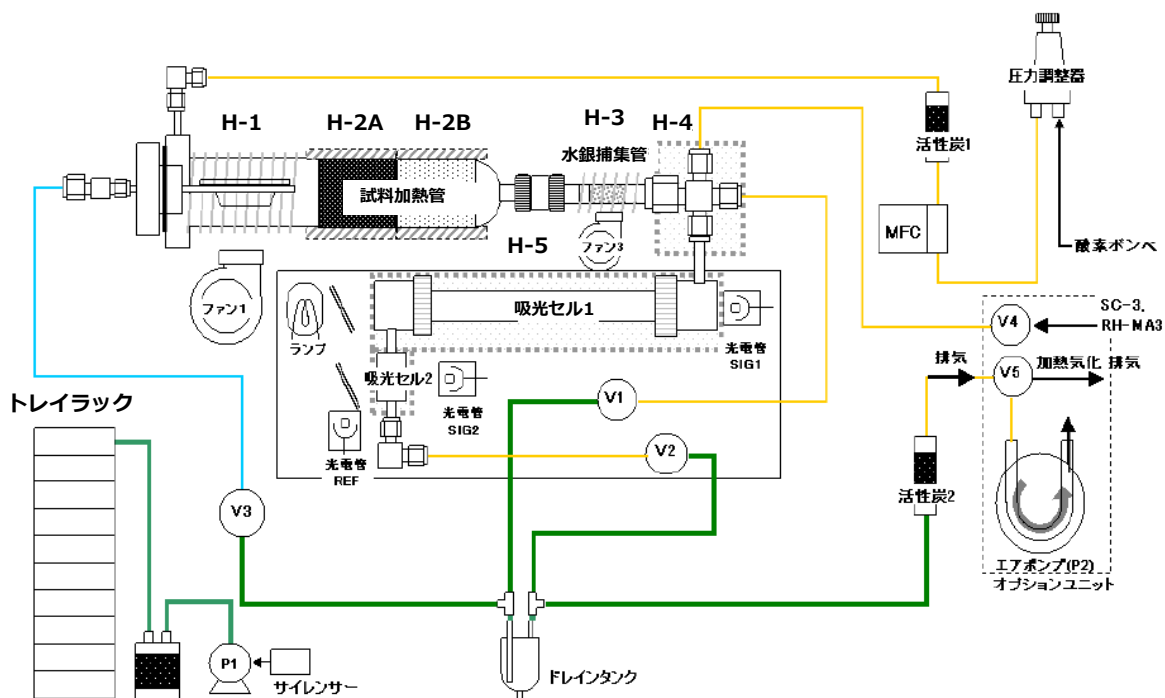 圧力調整器
H-1
H-2A
H-2B
H-3
H-4
水銀捕集管
活性炭1
試料加熱管
MFC
酸素ボンベ
H-5
ファン3
ファン1
ランプ
吸光セル1
光電管
SIG1
V4
SC-3,
RH-MA3
排気
V5
加熱気化 排気
吸光セル2
光電管
SIG2
V1
トレイラック
光電管
REF
V2
活性炭2
V3
エアポンプ(P2)
オプションユニット
P1
サイレンサー
ドレインタンク